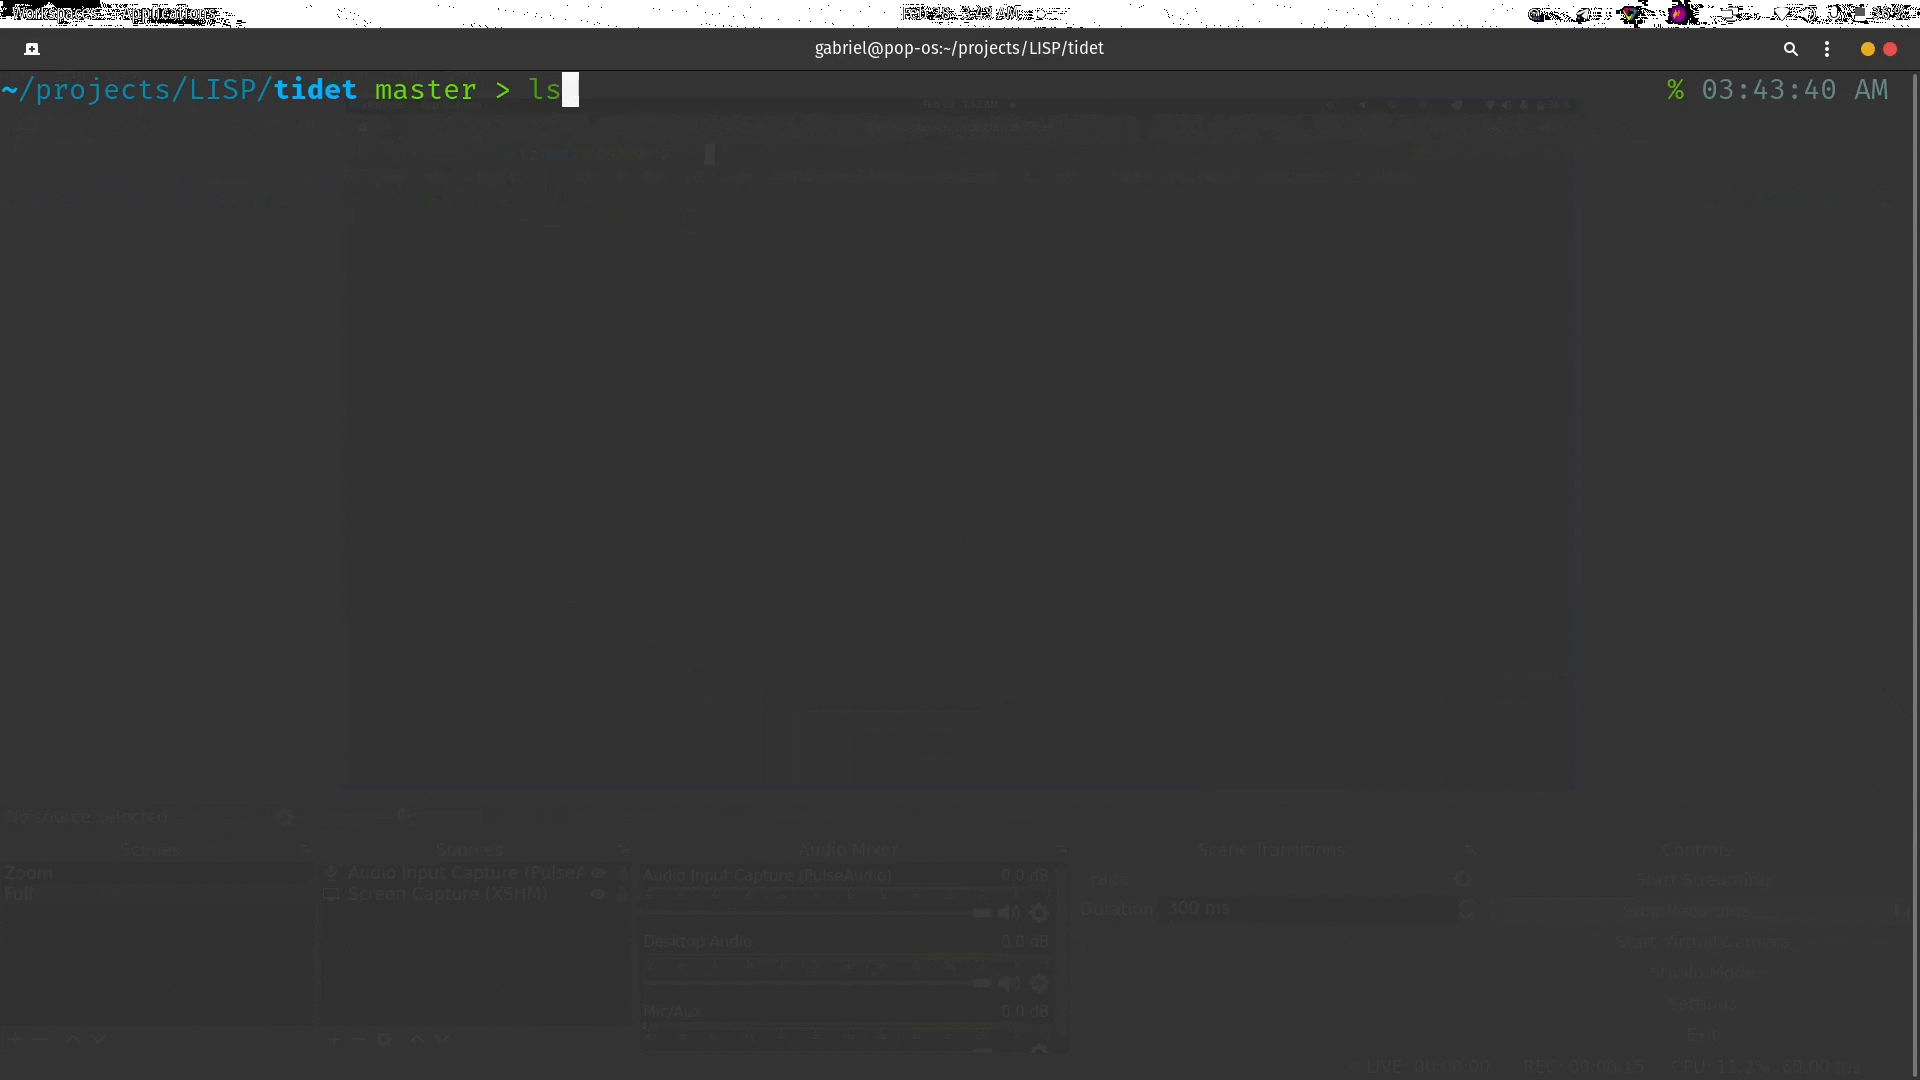 Workspaces Applications
gabriel@pop-os:~/projects/LISP/tidet
~/projects/LISP/tidet master > ls
% 03:43:40 AM
No source selected
Scenes
Zoom
Full
Sources
Audio Input Capture (PulseA
Screen Capture (XSHM)
Audio Mixer
Audio Input Capture (PulseAudio) 0.0 dB
Desktop Audio 0.0 dB
Mic/Aux 0.0 dB
Scene Transitions
Duration 300 ms
Controls
Start Streaming
Start Virtual Camera
Studio Mode
Settings
Exit
LIVE: 00:00:00 REC: 00:00:15 CPU: 11.2%, 60.00 fps